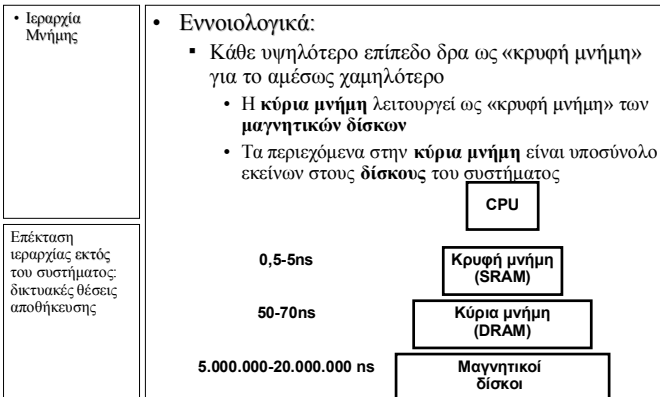 • Ιεραρχία
Μνήμης
Επέκταση
ιεραρχίας εκτός
του συστήματος:
δικτυακές θέσεις
αποθήκευσης
• Εννοιολογικά:
▪ Κάθε υψηλότερο επίπεδο δρα ως «κρυφή μνήμη»
για το αμέσως χαμηλότερο
• Η κύρια μνήμη λειτουργεί ως «κρυφή μνήμη» των
μαγνητικών δίσκων
• Τα περιεχόμενα στην κύρια μνήμη είναι υποσύνολο
εκείνων στους δίσκους του συστήματος
CPU
0,5-5ns
Κρυφή μνήμη
(SRAM)
50-70ns
Κύρια μνήμη
(DRAM)
5.000.000-20.000.000 ns
Μαγνητικοί
δίσκοι